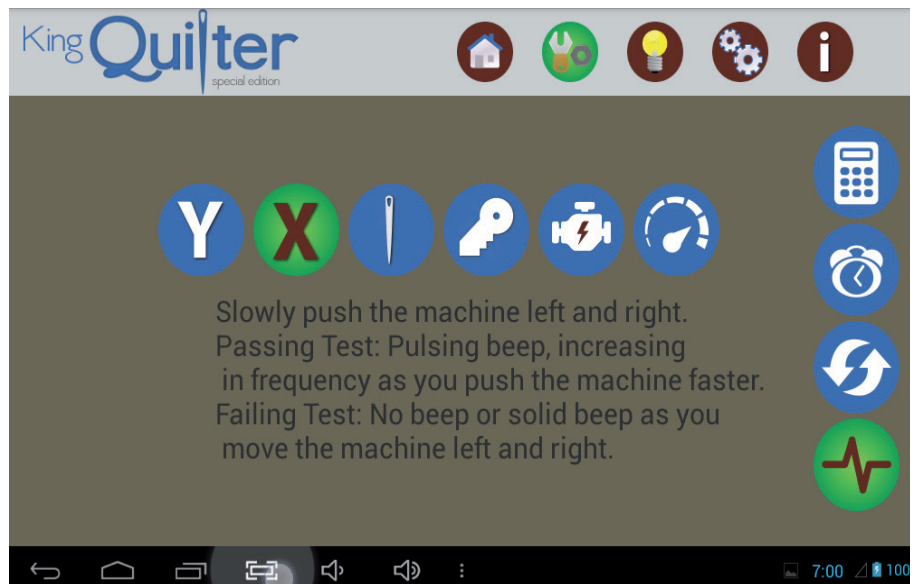 King Quilter
special edition
i
Y X
Slowly push the machine left and right.
Passing Test: Pulsing beep, increasing
in frequency as you push the machine faster.
Failing Test: No beep or solid beep as you
move the machine left and right.
7:00 100